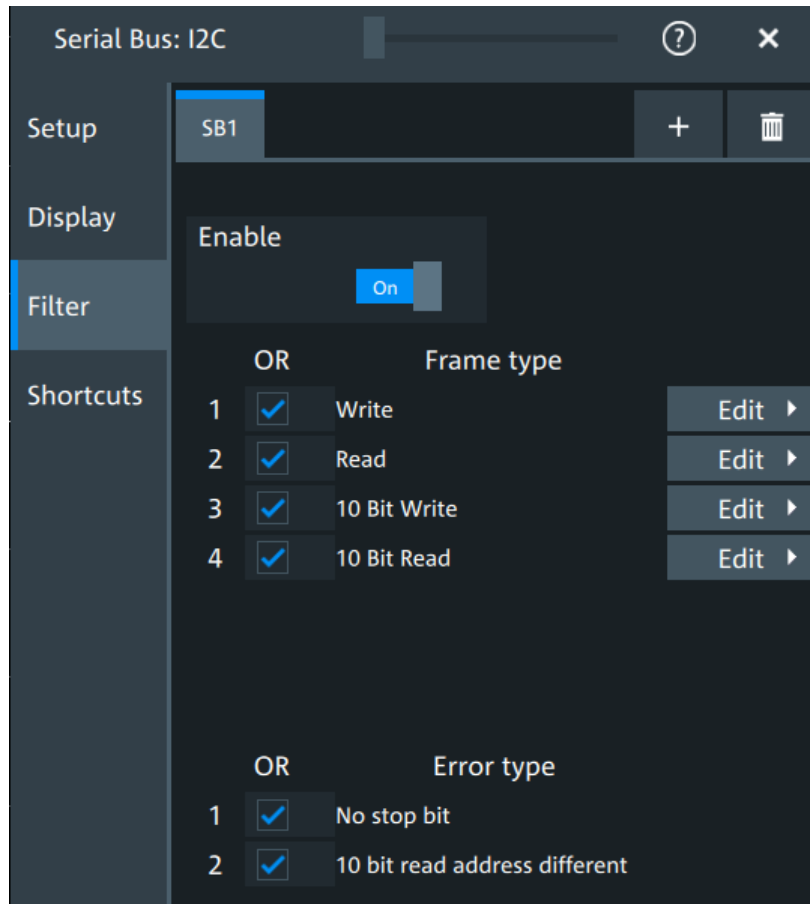 Serial Bus: I2C ? ×
Setup
SB1 +
Display
Enable
On
Filter
OR Frame type
Shortcuts
1 Write Edit
2 Read Edit
3 10 Bit Write Edit
4 10 Bit Read Edit
OR Error type
1 No stop bit
2 10 bit read address different